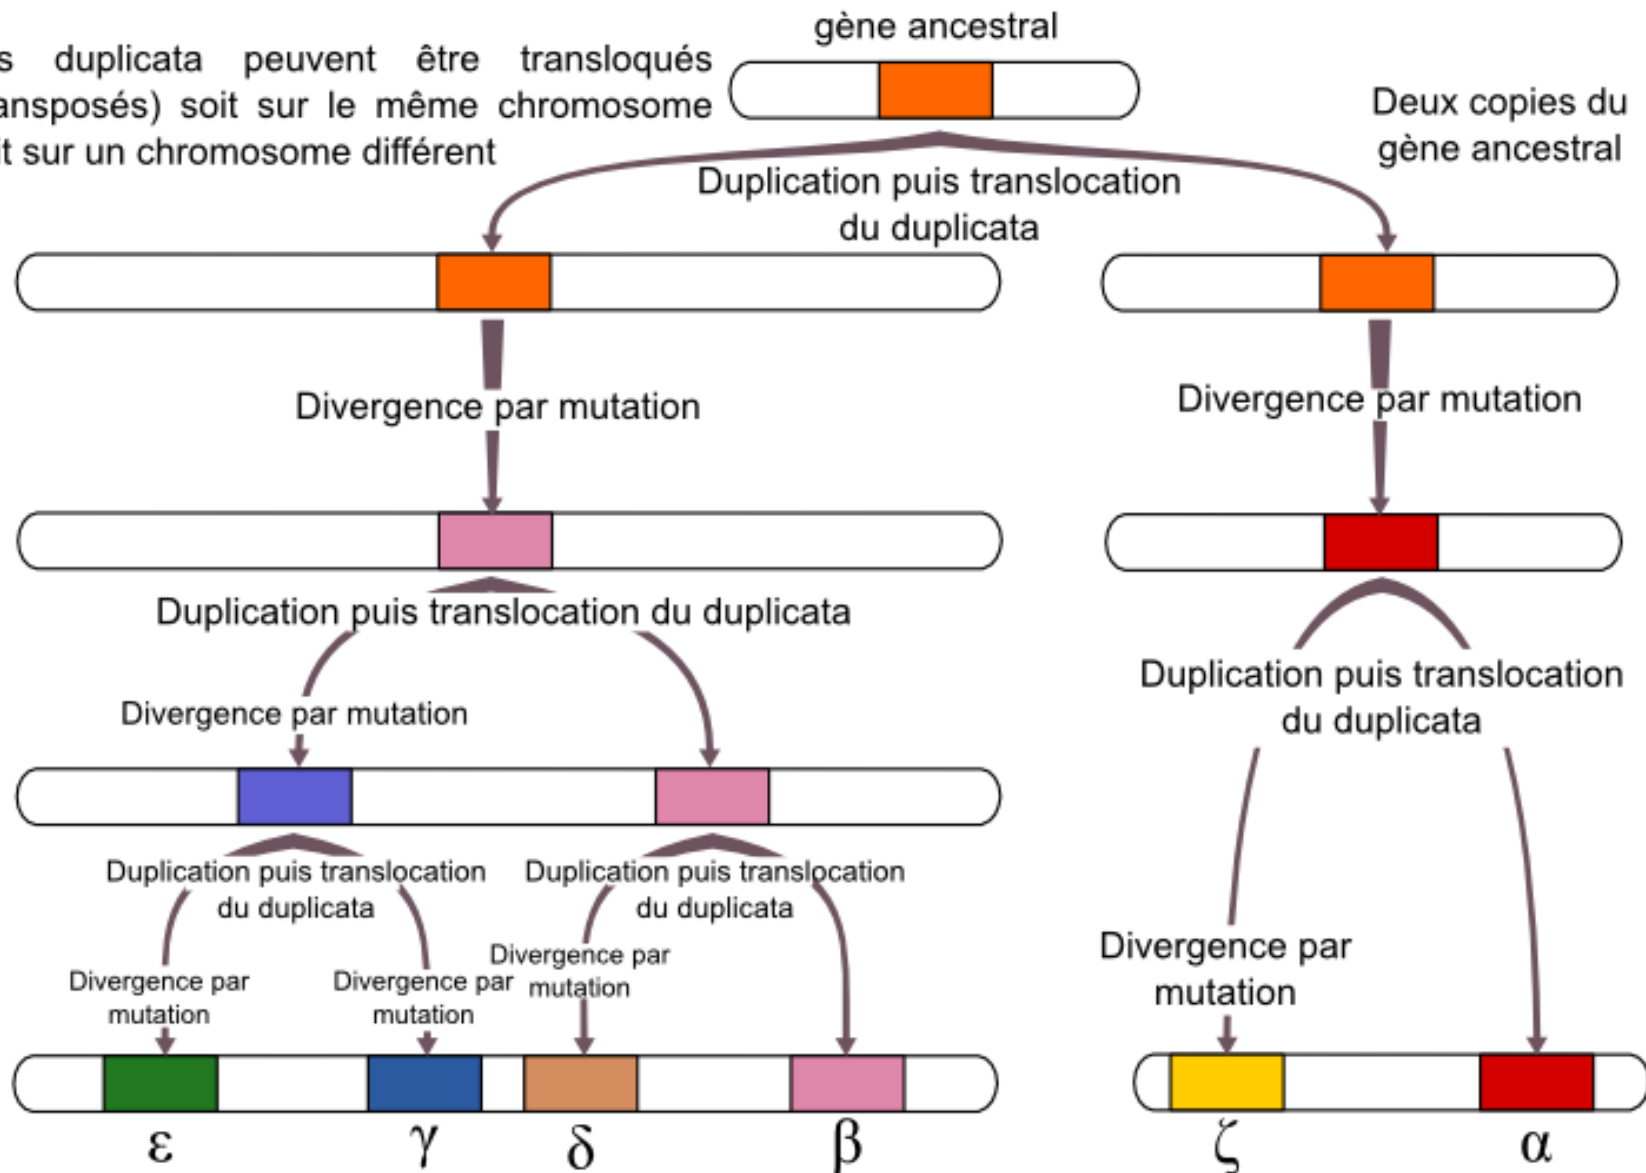 gène ancestral
s duplicata peuvent être transloqués
ansposés) soit sur le même chromosome
it sur un chromosome différent
Deux copies du
gène ancestral
Duplication puis translocation
du duplicata
Divergence par mutation
Divergence par mutation
Duplication puis translocation du duplicata
Duplication puis translocation
du duplicata
Divergence par mutation
Duplication puis translocation
du duplicata
Duplication puis translocation
du duplicata
Divergence par
mutation
Divergence par
mutation
Divergence par
mutation
Divergence par
mutation
ε γ δ β ζ α